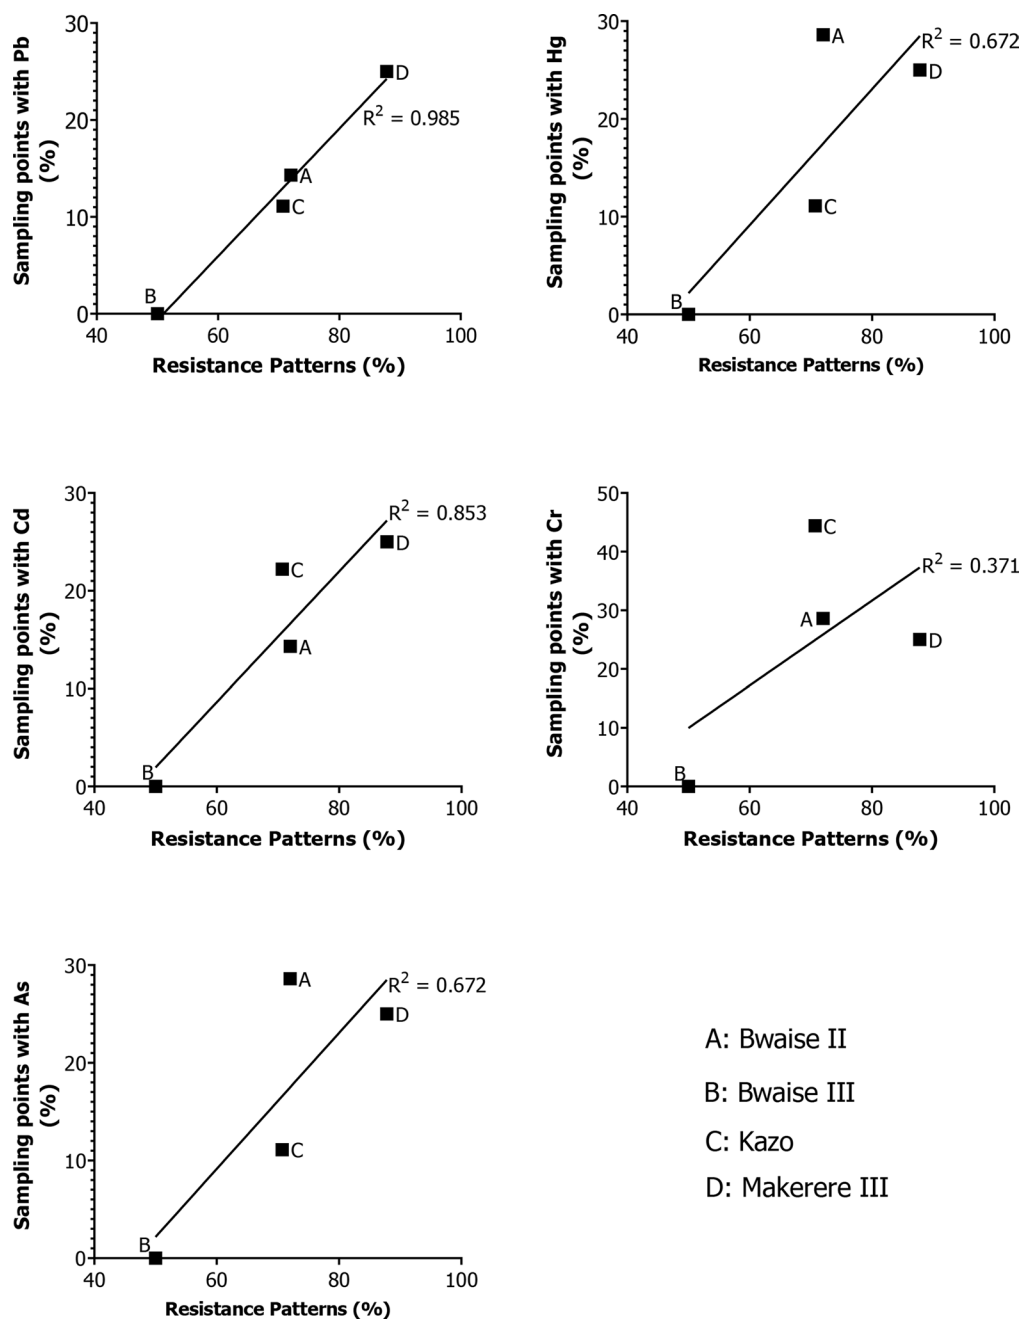 Sampling points with Pb
(%)
30
20
10
0
40
60
80
100
Resistance Patterns (%)
A
B
C
D
R² = 0.985
Sampling points with Hg
(%)
30
20
10
0
40
60
80
100
Resistance Patterns (%)
A
B
C
D
R² = 0.672
Sampling points with Cd
(%)
30
20
10
0
40
60
80
100
Resistance Patterns (%)
A
B
C
D
R² = 0.853
Sampling points with Cr
(%)
50
40
30
20
10
0
40
60
80
100
Resistance Patterns (%)
A
B
C
D
R² = 0.371
Sampling points with As
(%)
30
20
10
0
40
60
80
100
Resistance Patterns (%)
A
B
C
D
R² = 0.672
A: Bwaise II
B: Bwaise III
C: Kazo
D: Makerere III